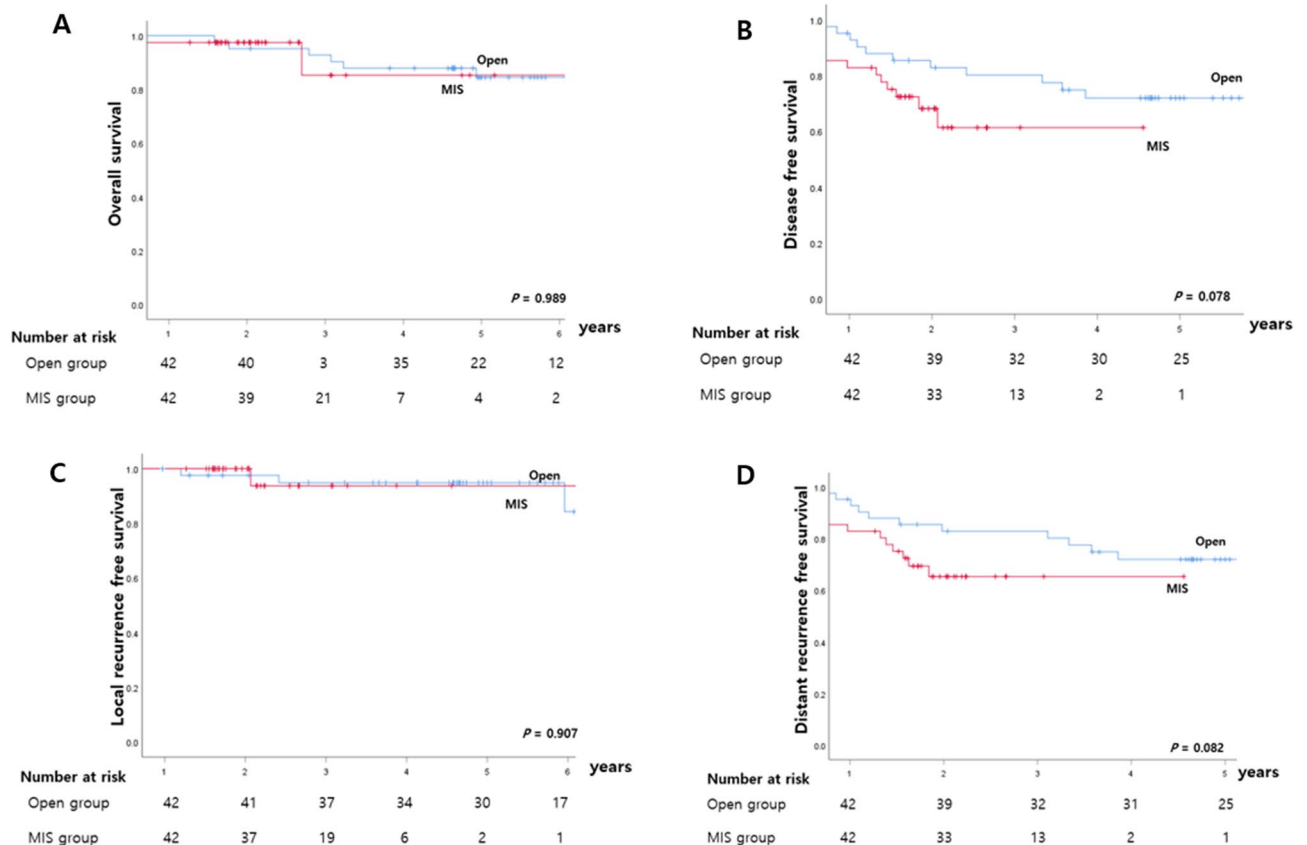 A
Overall survival
1.0
0.8
0.6
0.4
0.2
0.0
Open
MIS
P = 0.989
1 2 3 4 5 6 years
Number at risk
Open group 42 40 3 35 22 12
MIS group 42 39 21 7 4 2
B
Disease free survival
1.0
0.8
0.6
0.4
0.2
0.0
Open
MIS
P = 0.078
1 2 3 4 5 years
Number at risk
Open group 42 39 32 30 25
MIS group 42 33 13 2 1
C
Local recurrence free survival
1.0
0.8
0.6
0.4
0.2
0.0
Open
MIS
P = 0.907
1 2 3 4 5 6 years
Number at risk
Open group 42 41 37 34 30 17
MIS group 42 37 19 6 2 1
D
Distant recurrence free survival
1.0
0.8
0.6
0.4
0.2
0.0
Open
MIS
P = 0.082
1 2 3 4 5 years
Number at risk
Open group 42 39 32 31 25
MIS group 42 33 13 2 1